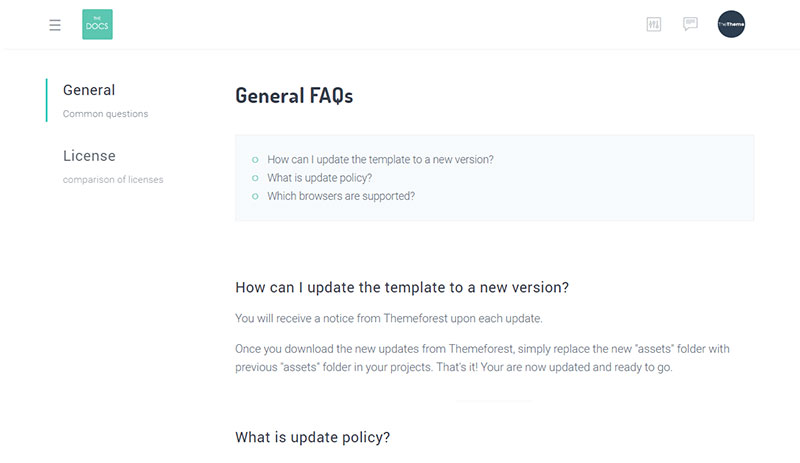 THE
DOCS
TheTheme
General
Common questions
License
comparison of licenses
General FAQs
How can I update the template to a new version?
What is update policy?
Which browsers are supported?
How can I update the template to a new version?
You will receive a notice from Themeforest upon each update.
Once you download the new updates from Themeforest, simply replace the new "assets" folder with
previous "assets" folder in your projects. That's it! Your are now updated and ready to go.
What is update policy?